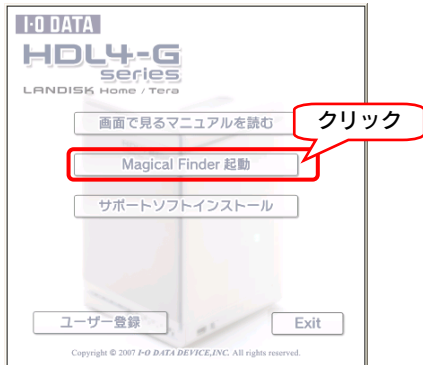 I-O DATA
HDL4-G
series
LANDISK Home / Tera
画面で見るマニュアルを読む
クリック
Magical Finder 起動
サポートソフトインストール
ユーザー登録
Exit
Copyright © 2007 I-O DATA DEVICE,INC. All rights reserved.